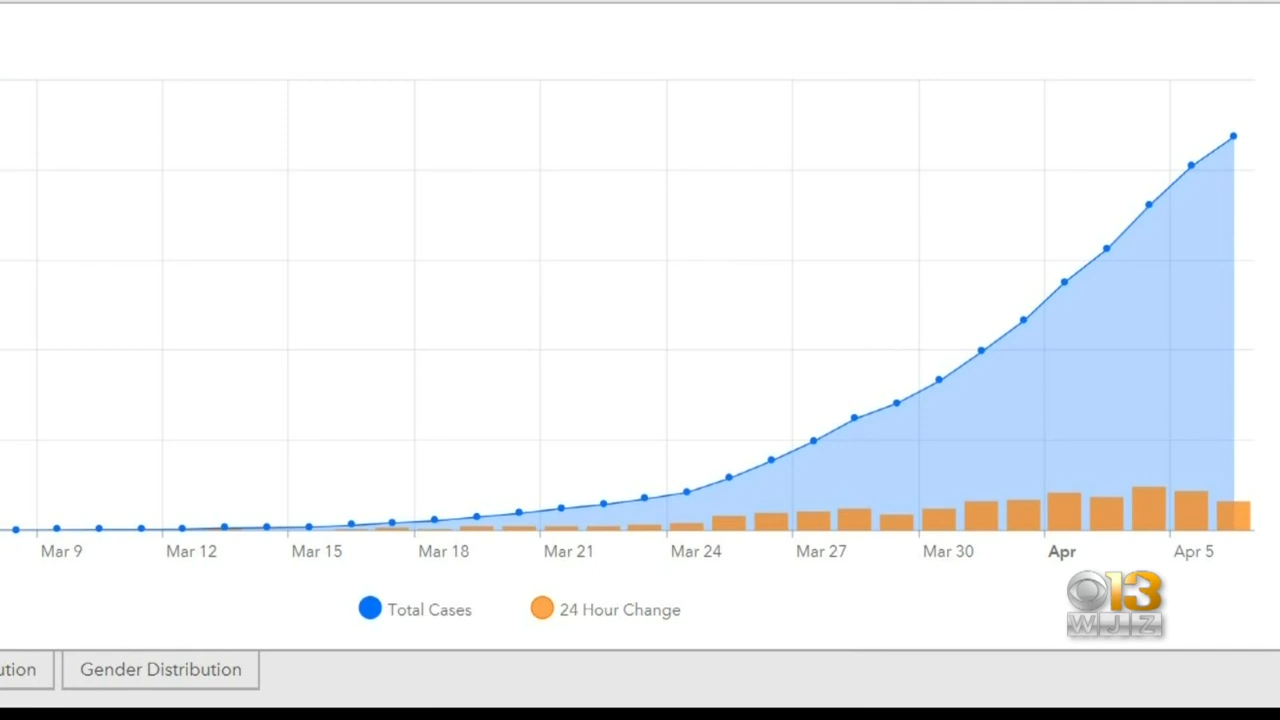 Mar 9 Mar 12 Mar 15 Mar 18 Mar 21 Mar 24 Mar 27 Mar 30 Apr Apr 5
Total Cases 24 Hour Change
13
WJZ
ution Gender Distribution